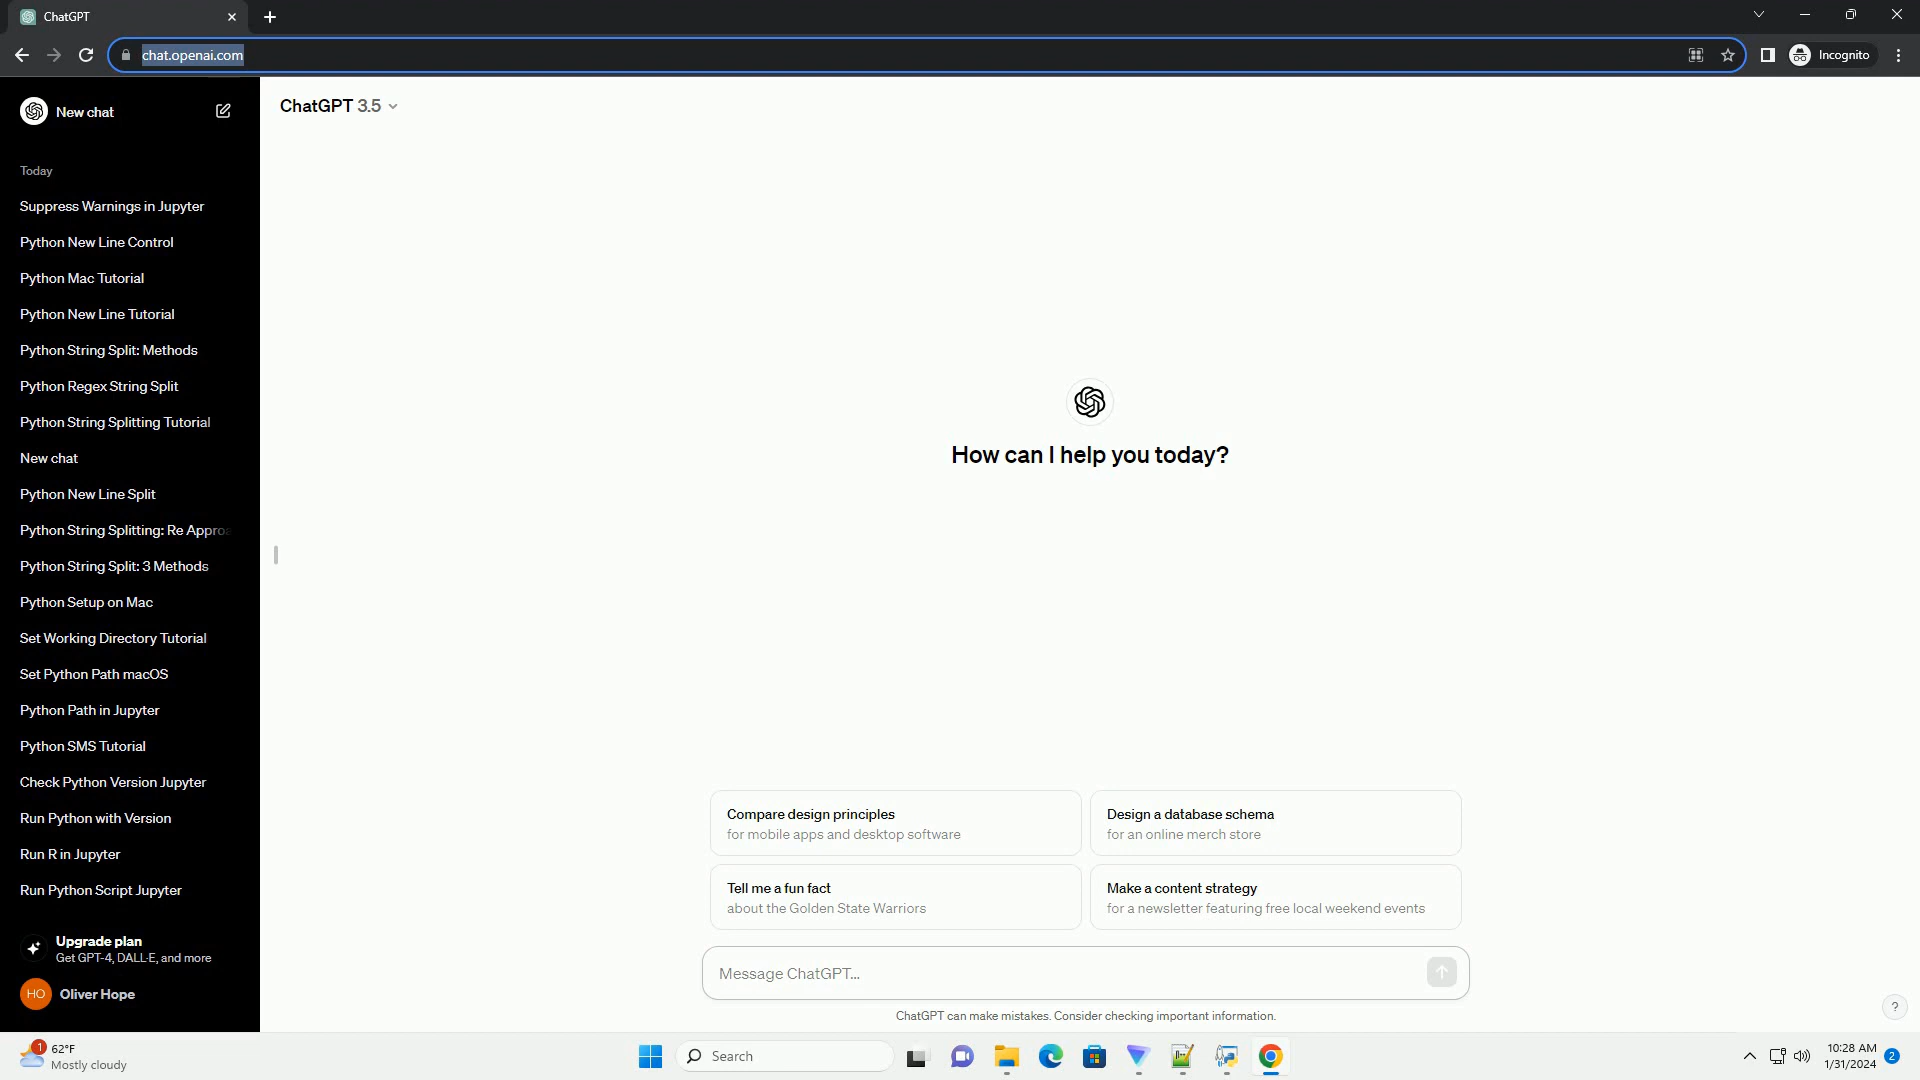 ChatGPT
chat.openai.com
Incognito
New chat
ChatGPT 3.5
Today
Suppress Warnings in Jupyter
Python New Line Control
Python Mac Tutorial
Python New Line Tutorial
Python String Split: Methods
Python Regex String Split
Python String Splitting Tutorial
New chat
Python New Line Split
Python String Splitting: Re Approa
Python String Split: 3 Methods
Python Setup on Mac
Set Working Directory Tutorial
Set Python Path macOS
Python Path in Jupyter
Python SMS Tutorial
Check Python Version Jupyter
Run Python with Version
Run R in Jupyter
Run Python Script Jupyter
Upgrade plan
Get GPT-4, DALL·E, and more
HO
Oliver Hope
How can I help you today?
Compare design principles
for mobile apps and desktop software
Design a database schema
for an online merch store
Tell me a fun fact
about the Golden State Warriors
Make a content strategy
for a newsletter featuring free local weekend events
Message ChatGPT...
ChatGPT can make mistakes. Consider checking important information.
?
1
62°F
Mostly cloudy
Search
10:28 AM
1/31/2024
2